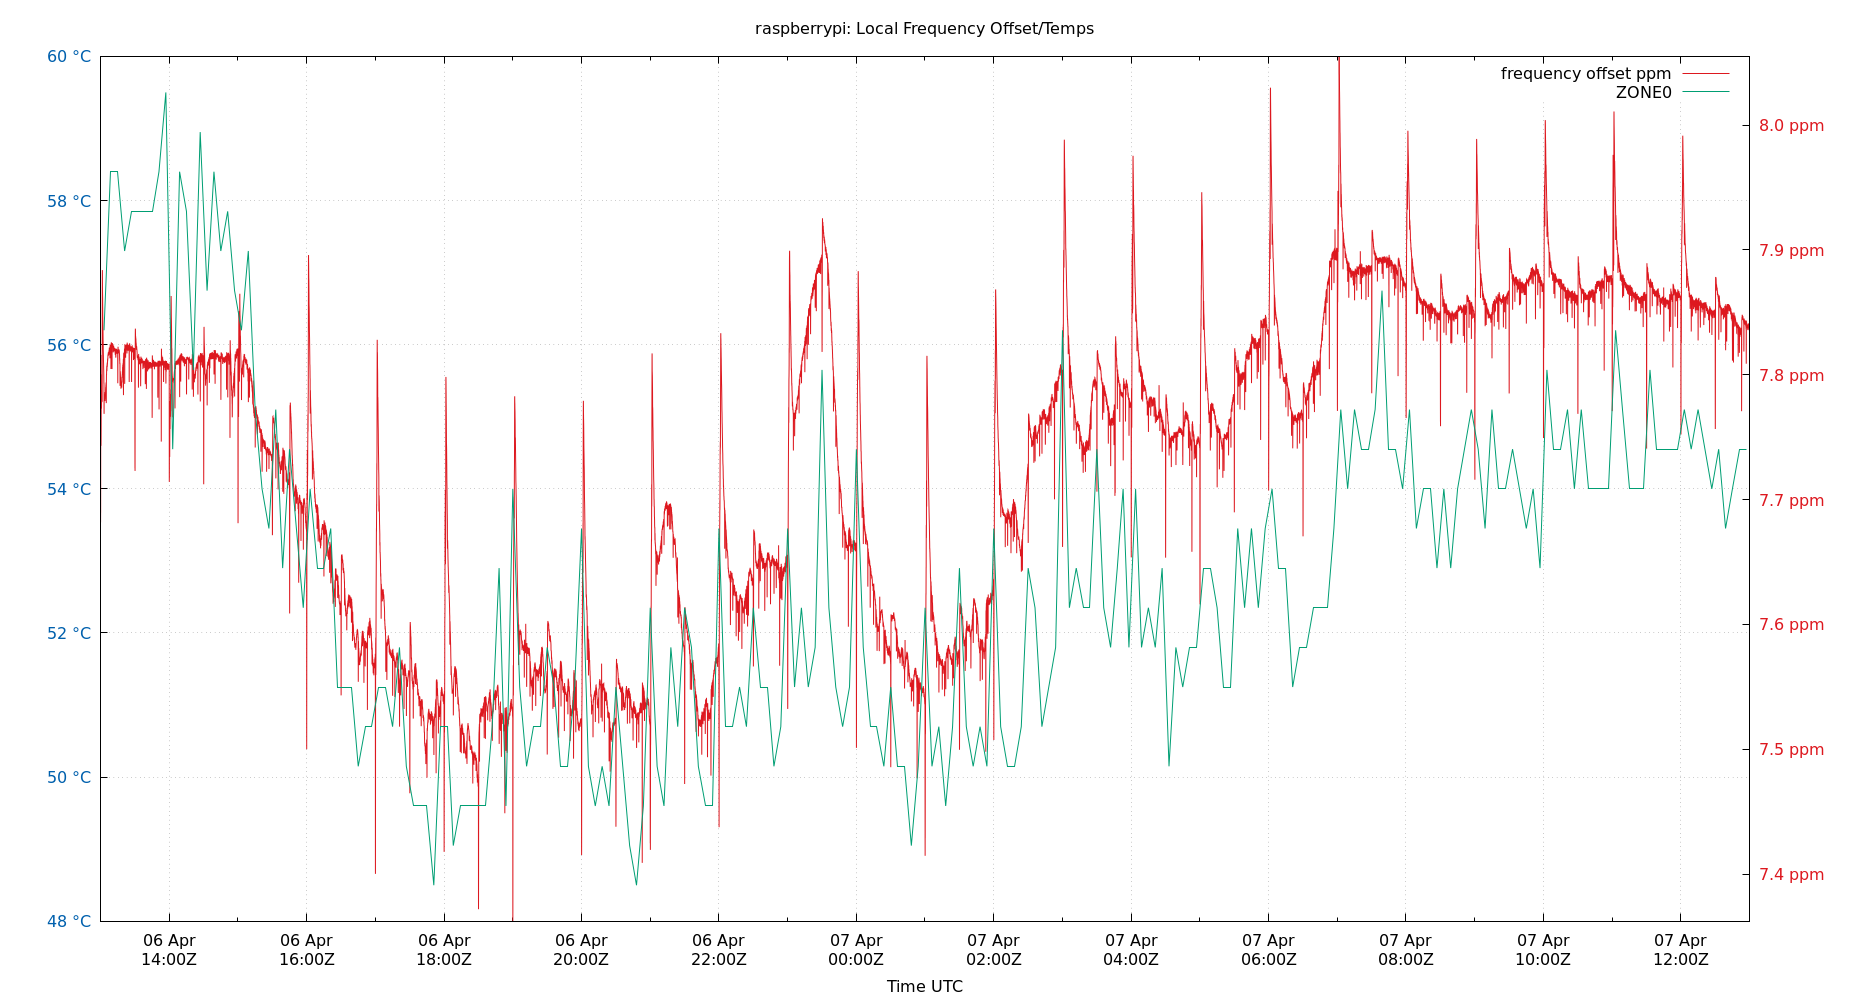 raspberrypi: Local Frequency Offset/Temps
60 °C
58 °C
56 °C
54 °C
52 °C
50 °C
48 °C
frequency offset ppm
ZONE0
8.0 ppm
7.9 ppm
7.8 ppm
7.7 ppm
7.6 ppm
7.5 ppm
7.4 ppm
06 Apr
14:00Z
06 Apr
16:00Z
06 Apr
18:00Z
06 Apr
20:00Z
06 Apr
22:00Z
07 Apr
00:00Z
07 Apr
02:00Z
07 Apr
04:00Z
07 Apr
06:00Z
07 Apr
08:00Z
07 Apr
10:00Z
07 Apr
12:00Z
Time UTC